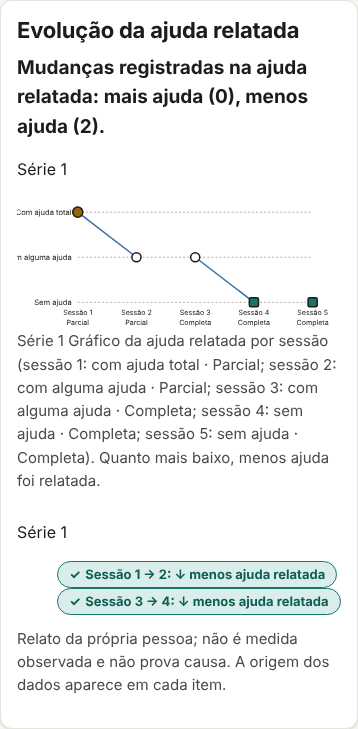 Evolução da ajuda relatada
Mudanças registradas na ajuda
relatada: mais ajuda (0), menos
ajuda (2).
Série 1
Com ajuda total
m alguma ajuda
Sem ajuda
Sessão 1 Sessão 2 Sessão 3 Sessão 4 Sessão 5
Parcial Parcial Completa Completa Completa
Série 1 Gráfico da ajuda relatada por sessão
(sessão 1: com ajuda total · Parcial; sessão 2:
com alguma ajuda · Parcial; sessão 3: com
alguma ajuda · Completa; sessão 4: sem
ajuda · Completa; sessão 5: sem ajuda ·
Completa). Quanto mais baixo, menos ajuda
foi relatada.
Série 1
✓ Sessão 1 → 2: ↓ menos ajuda relatada
✓ Sessão 3 → 4: ↓ menos ajuda relatada
Relato da própria pessoa; não é medida
observada e não prova causa. A origem dos
dados aparece em cada item.